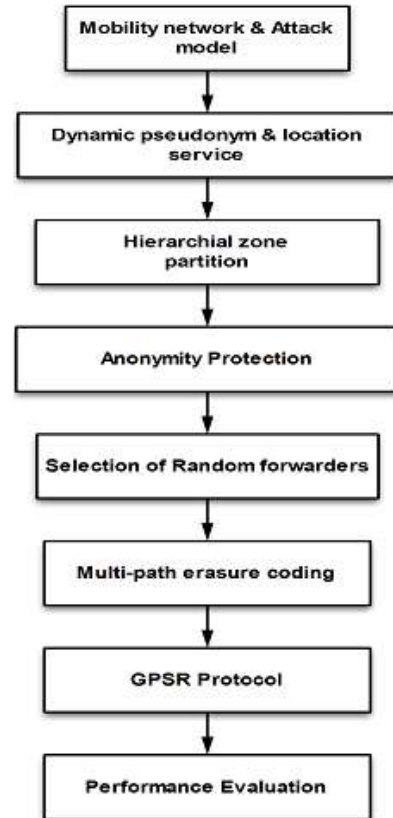 Mobility network & Attack
model
Dynamic pseudonym & location
service
Hierarchial zone
partition
Anonymity Protection
Selection of Random forwarders
Multi-path erasure coding
GPSR Protocol
Performance Evaluation